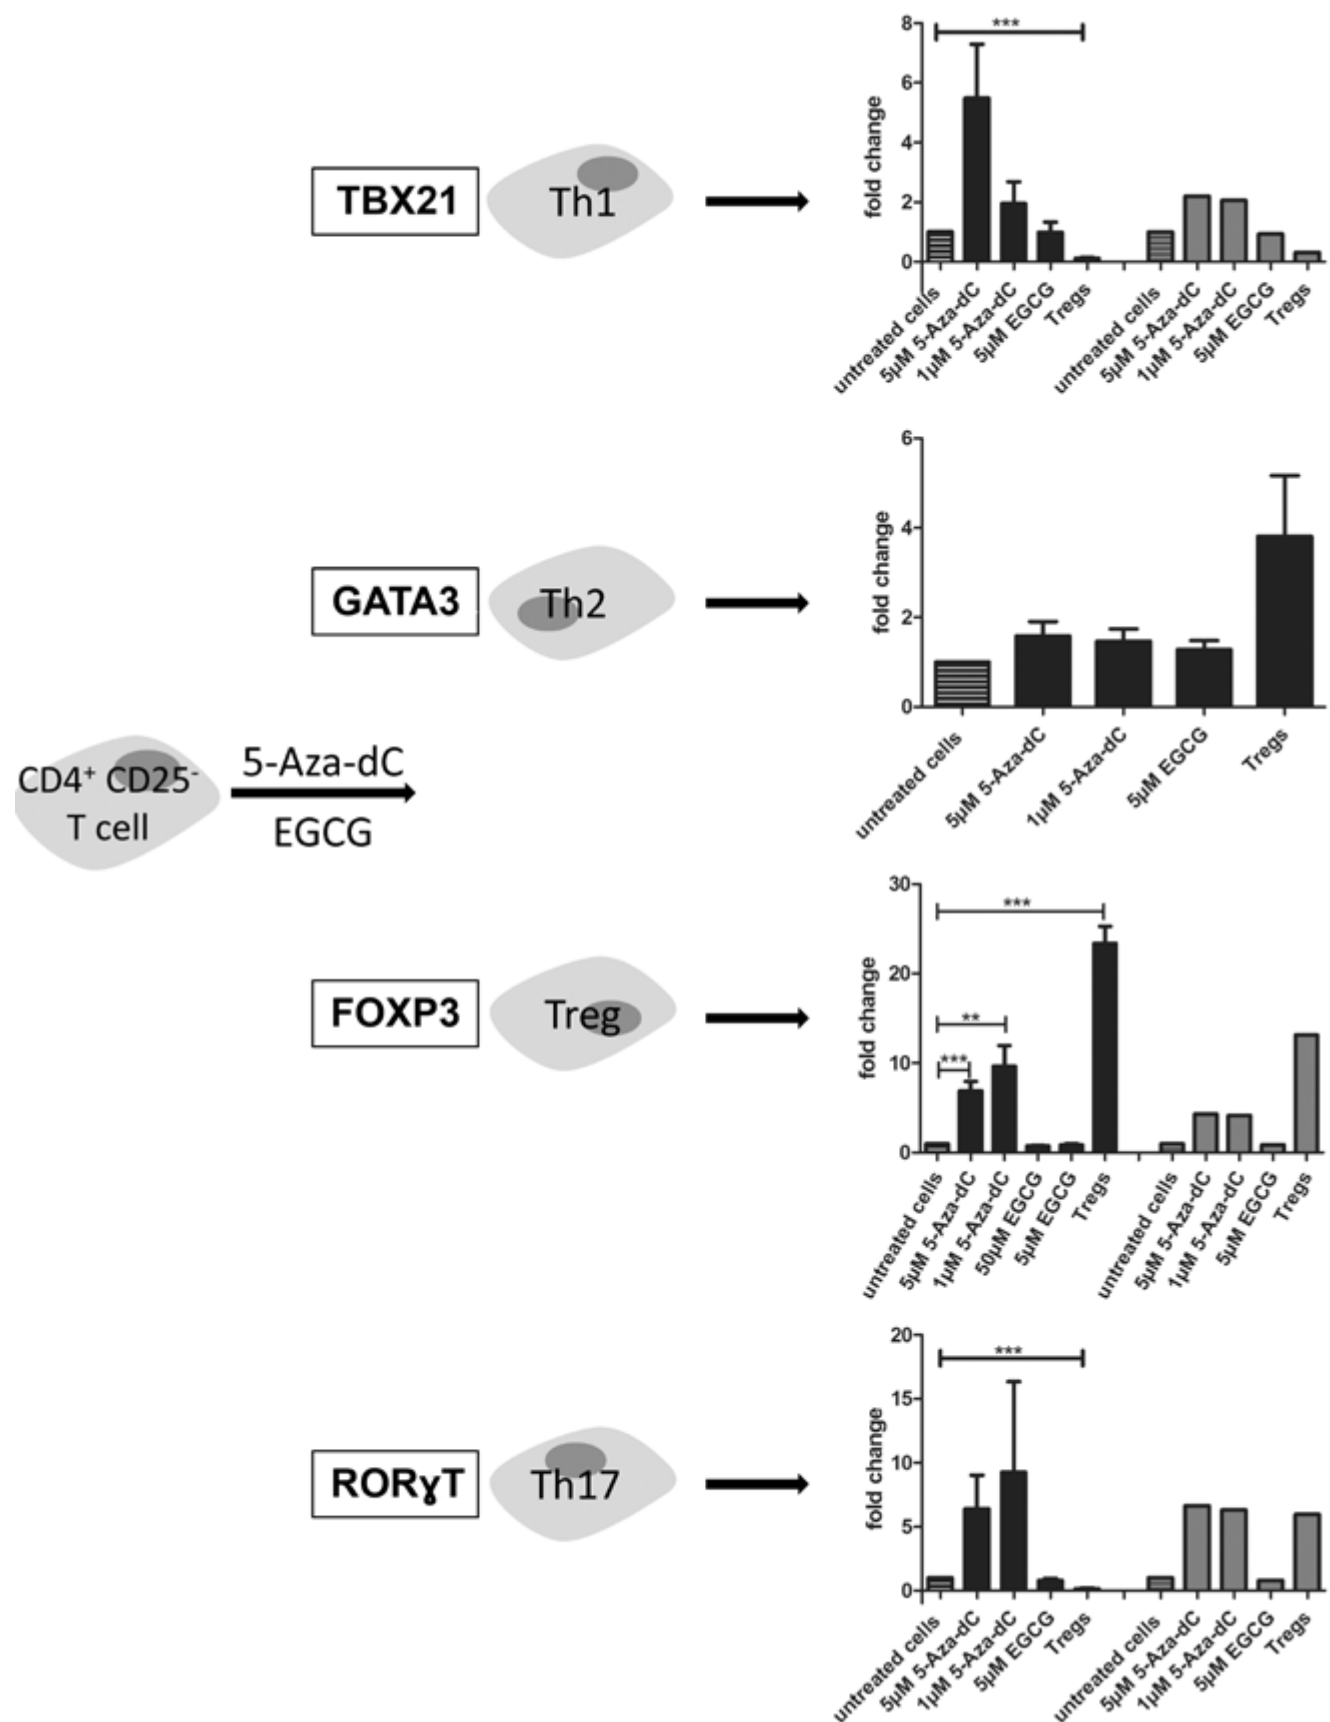 8
***
6
fold change
4
2
0
TBX21
Th1
untreated cells
5µM 5-Aza-dC
1µM 5-Aza-dC
5µM EGCG
Tregs
untreated cells
5µM 5-Aza-dC
1µM 5-Aza-dC
5µM EGCG
Tregs
6
fold change
4
2
0
GATA3
Th2
untreated cells
5µM 5-Aza-dC
1µM 5-Aza-dC
5µM EGCG
Tregs
CD4⁺ CD25⁻
T cell
5-Aza-dC
EGCG
30
***
20
fold change
**
10
***
0
FOXP3
Treg
untreated cells
5µM 5-Aza-dC
1µM 5-Aza-dC
50µM EGCG
5µM EGCG
Tregs
untreated cells
5µM 5-Aza-dC
1µM 5-Aza-dC
5µM EGCG
Tregs
20
***
15
fold change
10
5
0
RORɣT
Th17
untreated cells
5µM 5-Aza-dC
1µM 5-Aza-dC
5µM EGCG
Tregs
untreated cells
5µM 5-Aza-dC
1µM 5-Aza-dC
5µM EGCG
Tregs